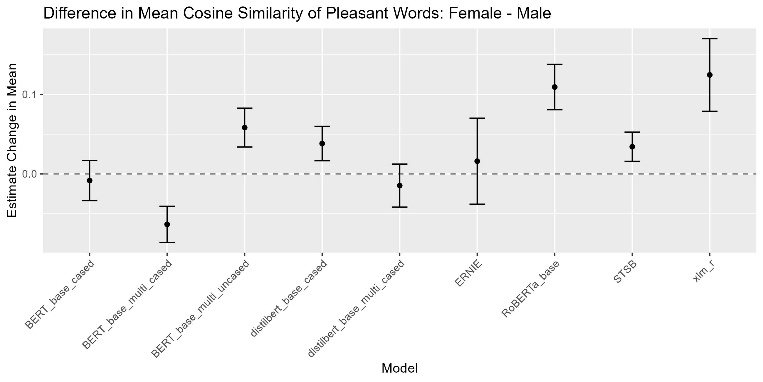 Difference in Mean Cosine Similarity of Pleasant Words: Female - Male
Estimate Change in Mean
0.1
0.0
BERT_base_cased
BERT_base_multi_cased
BERT_base_multi_uncased
distilbert_base_cased
distilbert_base_multi_cased
ERNIE
RoBERTa_base
STSB
xlm_r
Model